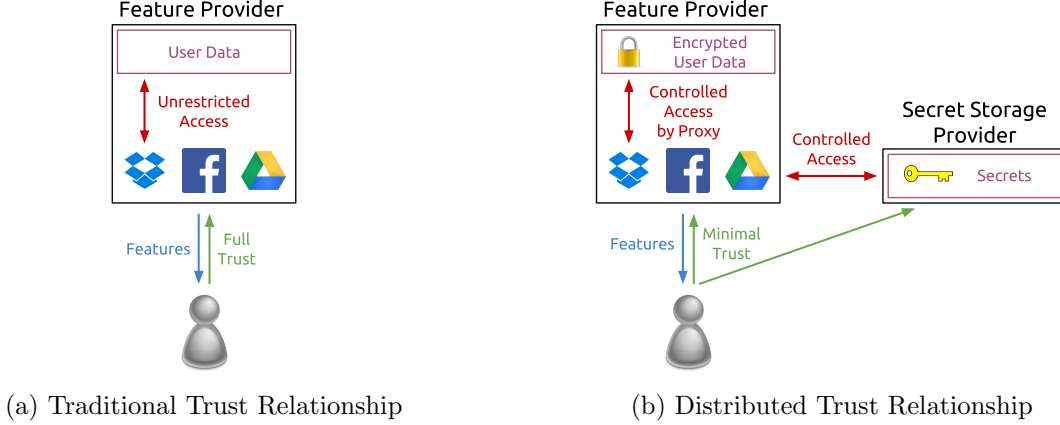 Feature Provider
User Data
Unrestricted
Access
Features
Full
Trust
(a) Traditional Trust Relationship
Feature Provider
Encrypted
User Data
Controlled
Access
by Proxy
Controlled
Access
Secret Storage
Provider
Secrets
Features
Minimal
Trust
(b) Distributed Trust Relationship